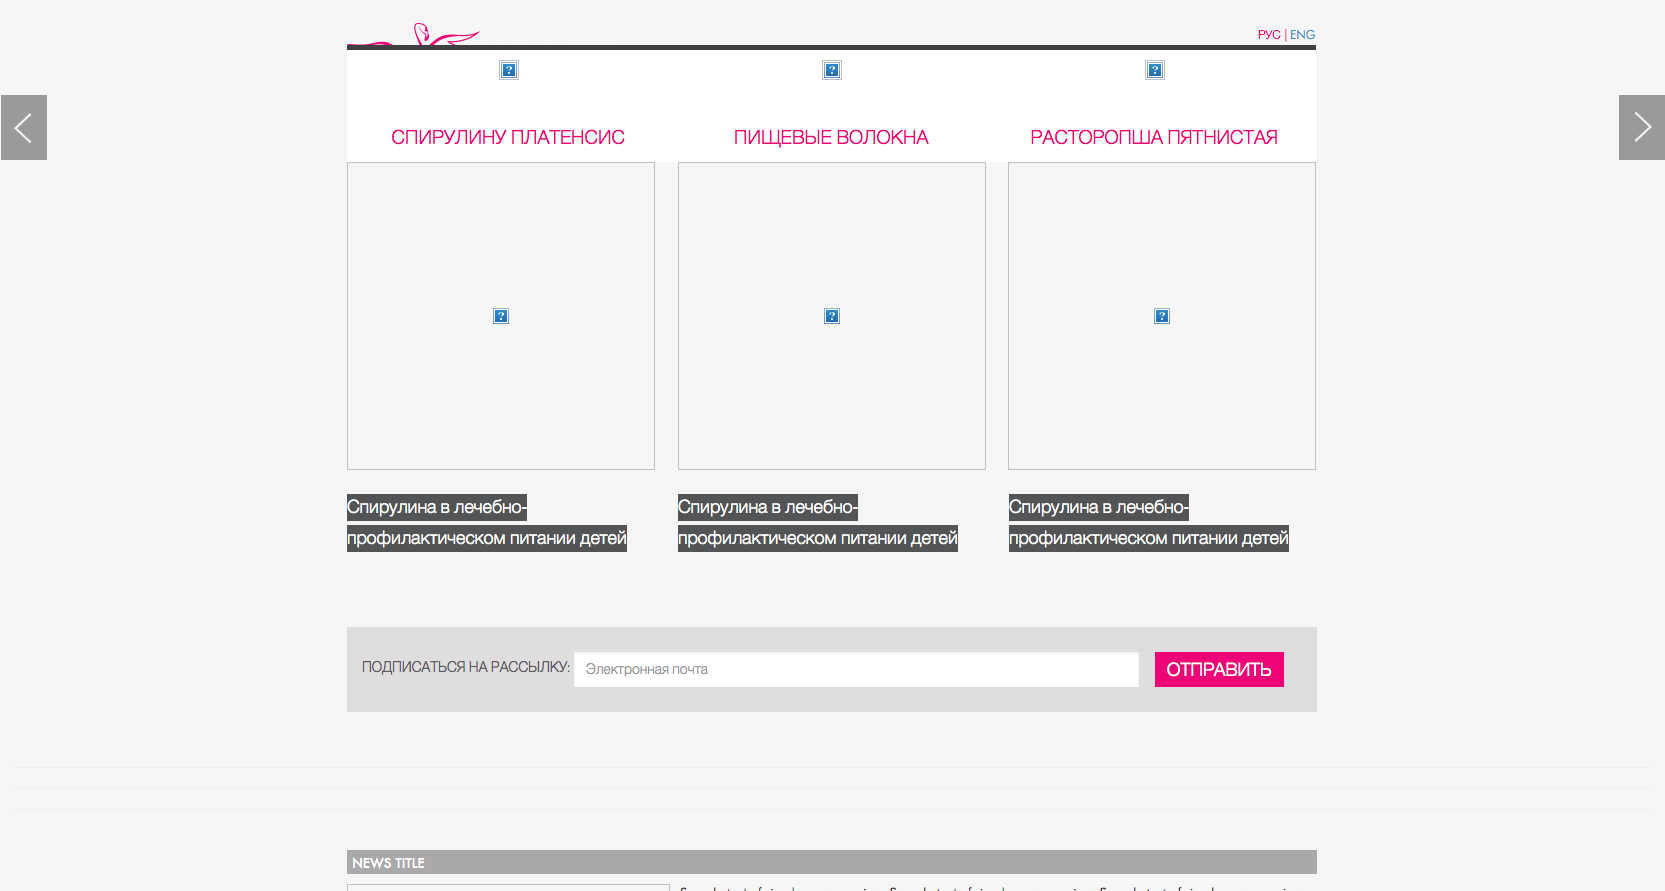 РУС | ENG
СПИРУЛИНУ ПЛАТЕНСИС
ПИЩЕВЫЕ ВОЛОКНА
РАСТОРОПША ПЯТНИСТАЯ
Спирулина в лечебно-
профилактическом питании детей
Спирулина в лечебно-
профилактическом питании детей
Спирулина в лечебно-
профилактическом питании детей
ПОДПИСАТЬСЯ НА РАССЫЛКУ:
Электронная почта
ОТПРАВИТЬ
NEWS TITLE